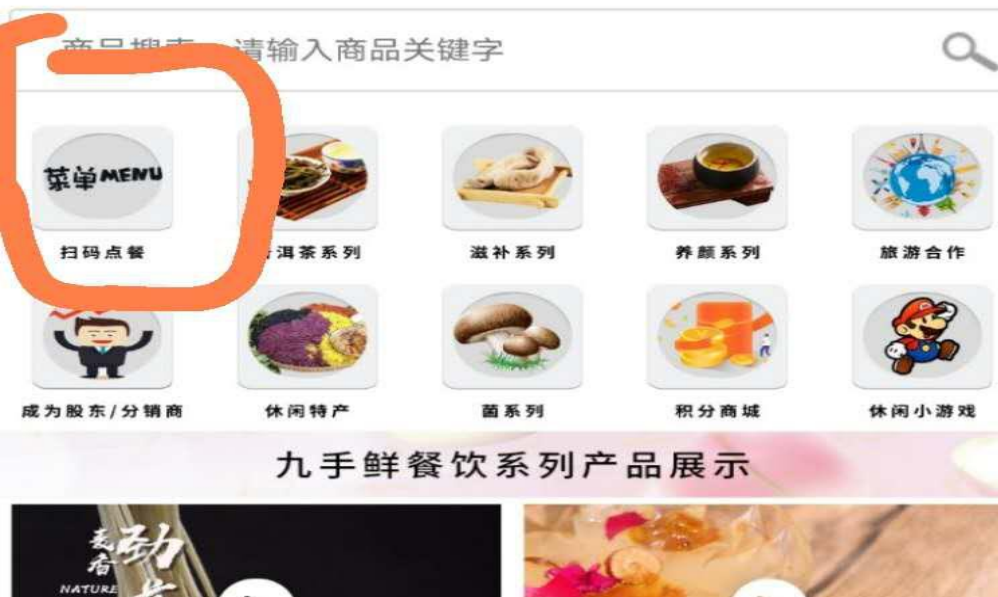 商品搜索 请输入商品关键字
菜单MENU
扫码点餐 洱茶系列 滋补系列 养颜系列 旅游合作
成为股东/分销商 休闲特产 菌系列 积分商城 休闲小游戏
九手鲜餐饮系列产品展示
麦香
劲
NATURE